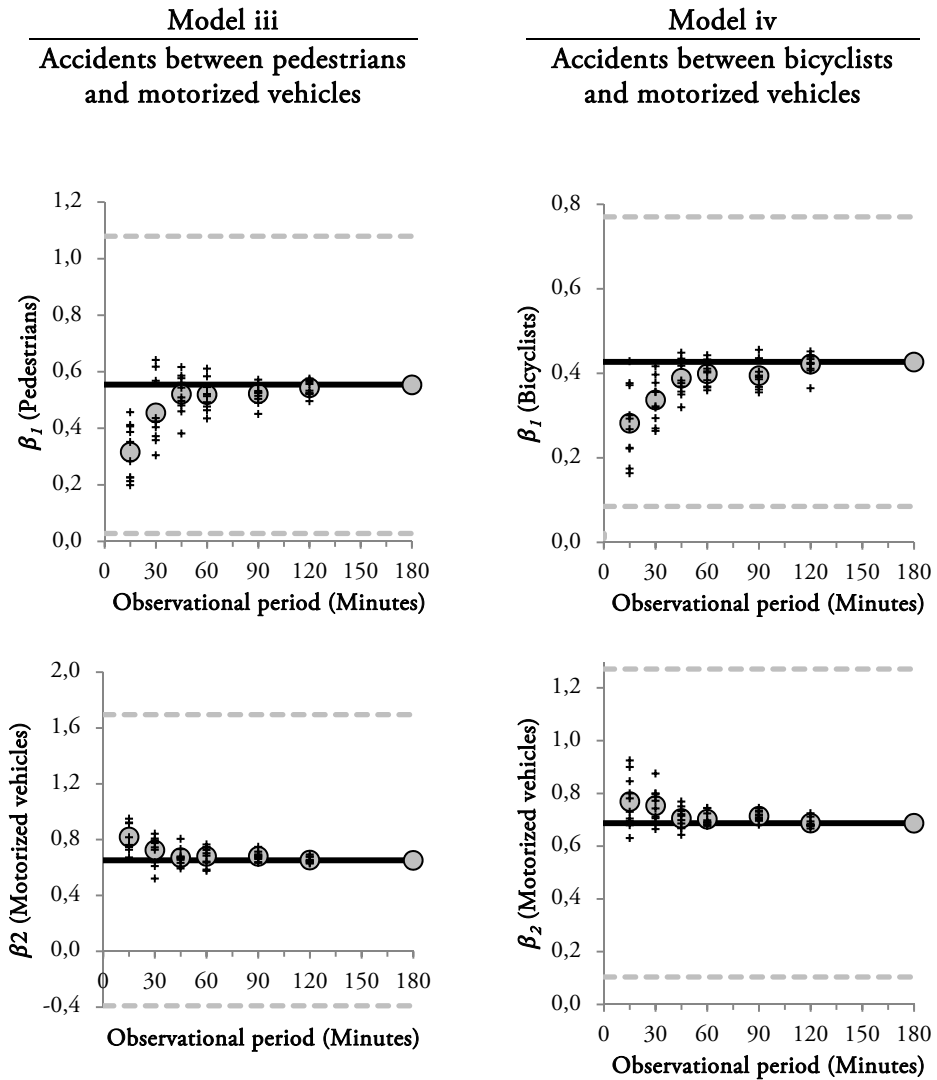 Model iii
Accidents between pedestrians
and motorized vehicles
Model iv
Accidents between bicyclists
and motorized vehicles
β1 (Pedestrians)
1,2
1,0
0,8
0,6
0,4
0,2
0,0
0 30 60 90 120 150 180
Observational period (Minutes)
β1 (Bicyclists)
0,8
0,6
0,4
0,2
0,0
0 30 60 90 120 150 180
Observational period (Minutes)
β2 (Motorized vehicles)
2,0
1,6
1,2
0,8
0,4
0,0
-0,4
0 30 60 90 120 150 180
Observational period (Minutes)
β2 (Motorized vehicles)
1,2
1,0
0,8
0,6
0,4
0,2
0,0
0 30 60 90 120 150 180
Observational period (Minutes)